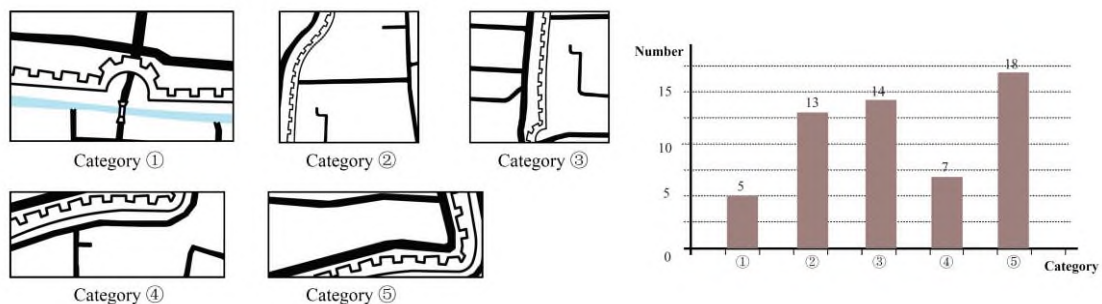 Category ①
Category ②
Category ③
Category ④
Category ⑤
Number
18
15
14
13
10
7
5
5
0
①
②
③
④
⑤
Category